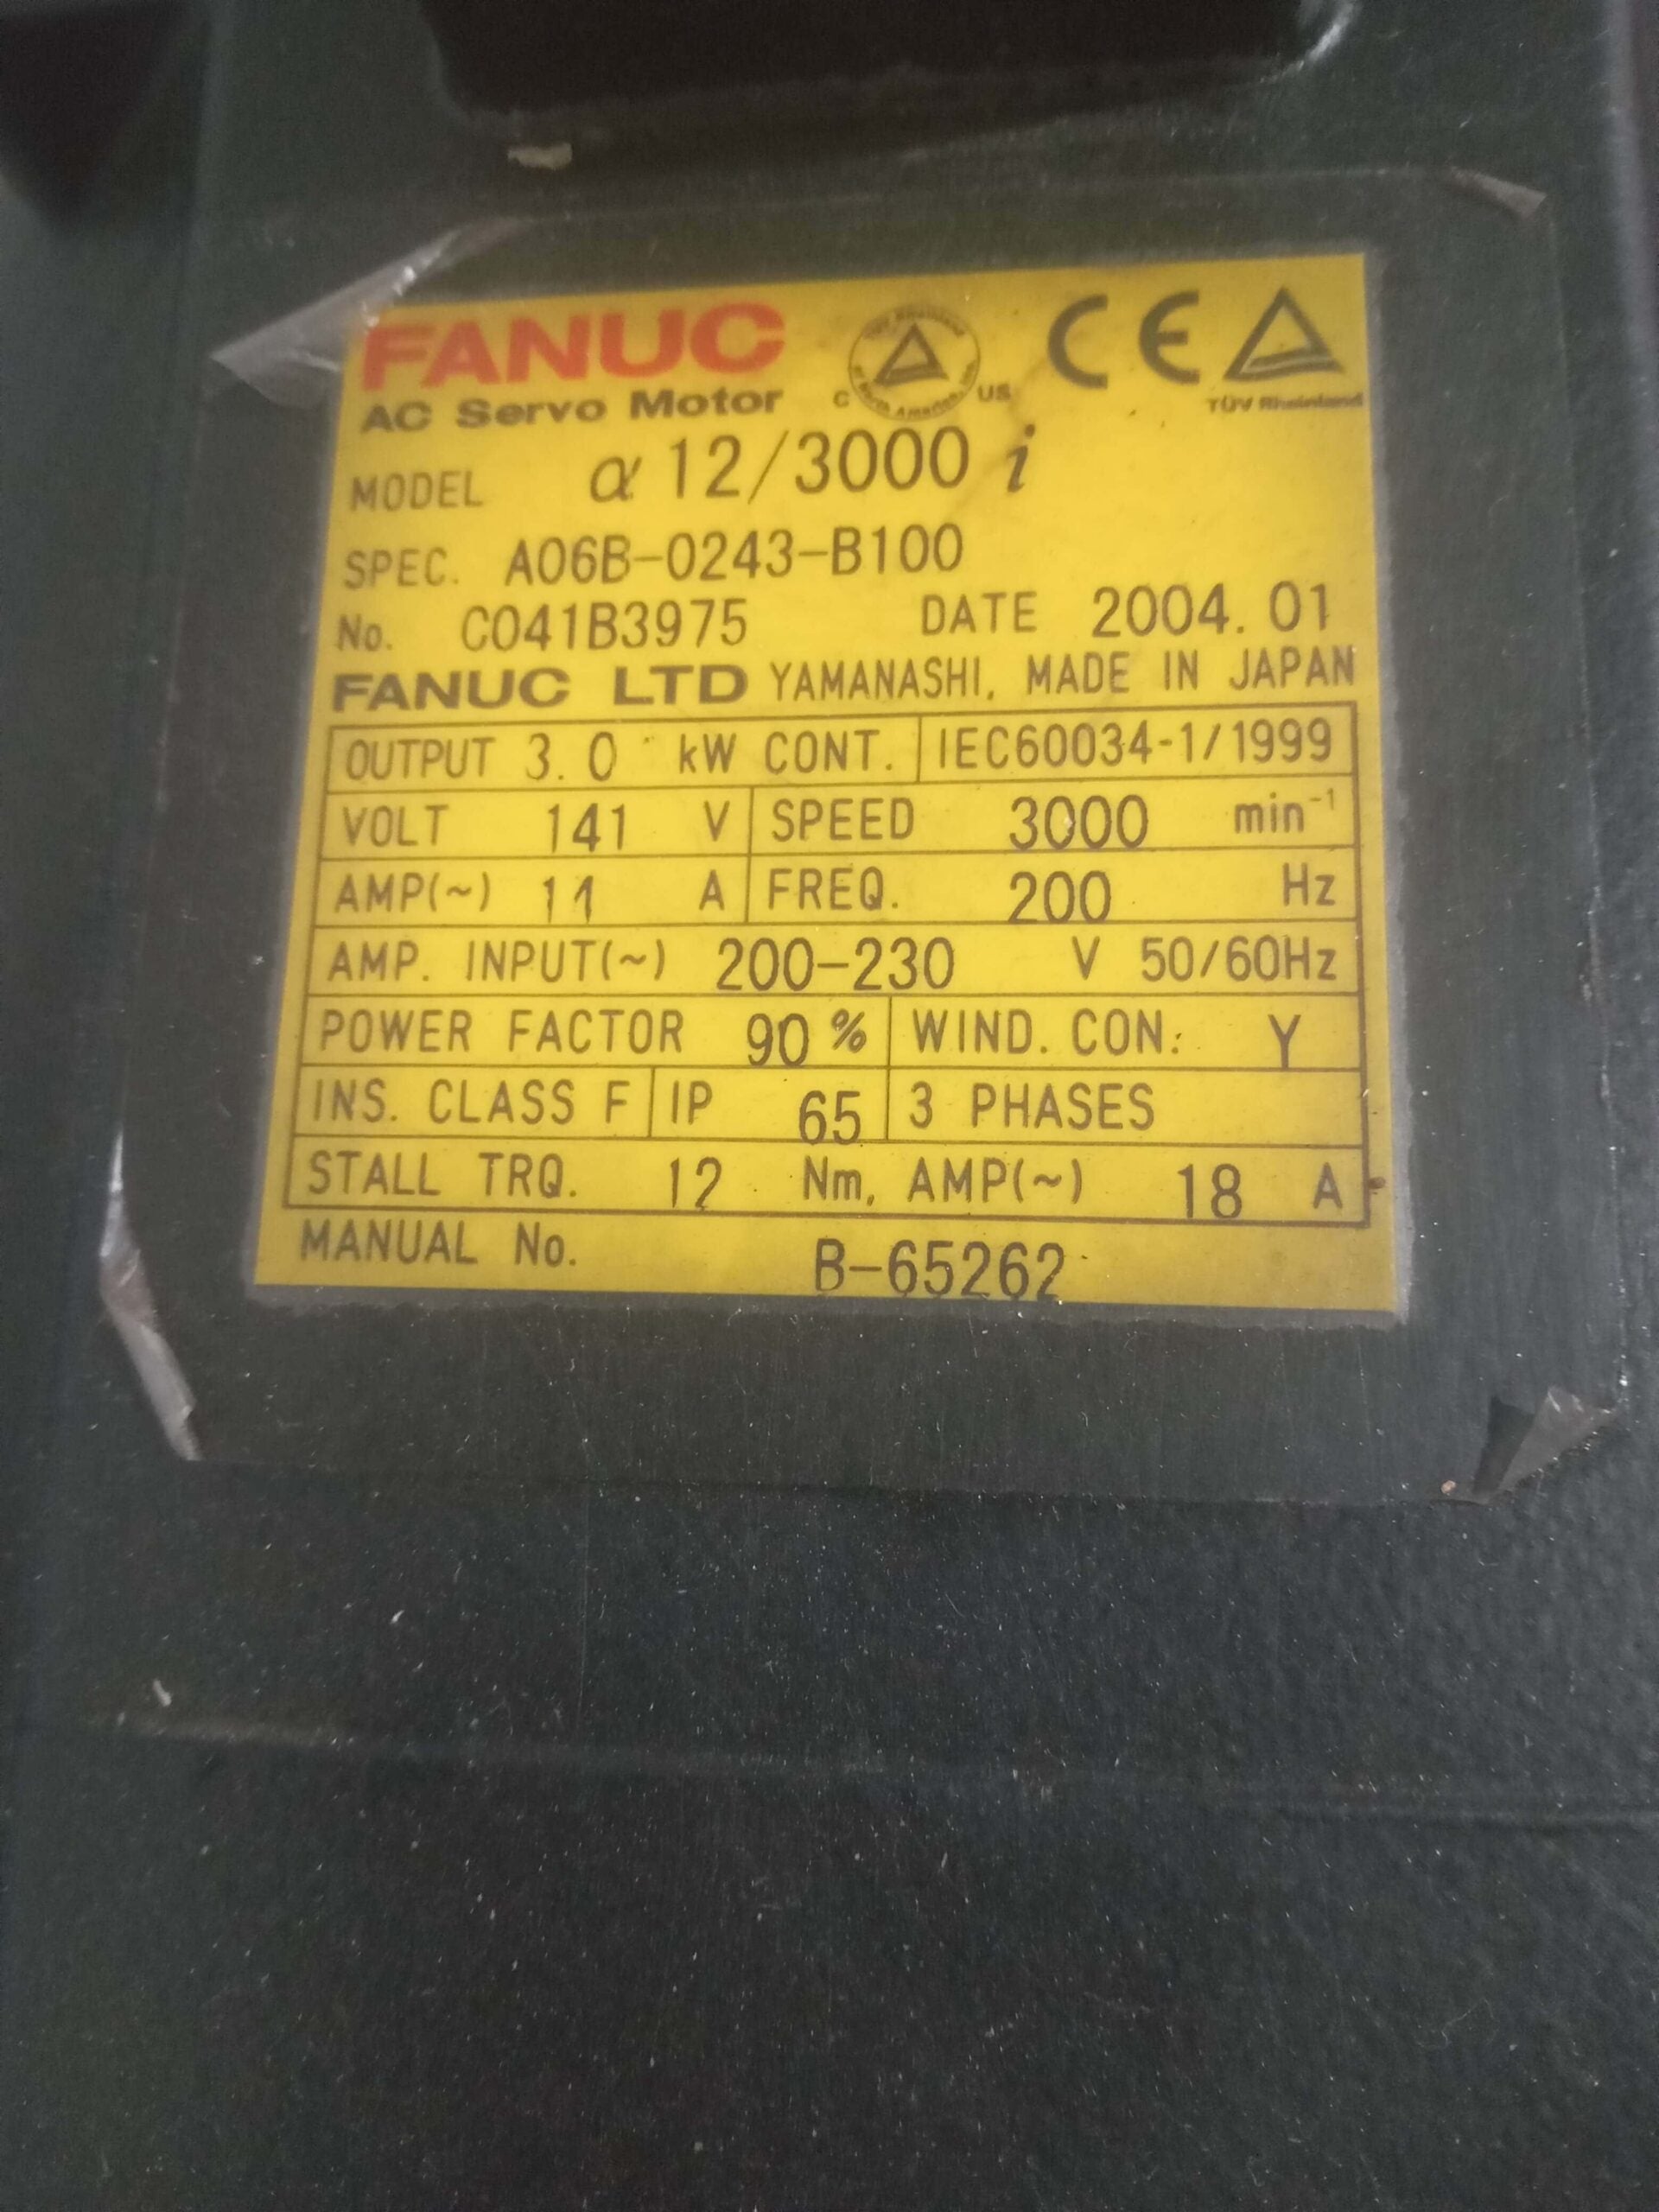 FANUC C US CE
AC Servo Motor TÜV Rheinland
MODEL α 12/3000 i
SPEC. A06B-0243-B100
No. C041B3975 DATE 2004.01
FANUC LTD YAMANASHI, MADE IN JAPAN
OUTPUT 3.0 kW CONT. IEC60034-1/1999
VOLT 141 V SPEED 3000 min⁻¹
AMP(~) 11 A FREQ. 200 Hz
AMP. INPUT(~) 200-230 V 50/60Hz
POWER FACTOR 90 % WIND. CON: Y
INS. CLASS F IP 65 3 PHASES
STALL TRQ. 12 Nm, AMP(~) 18 A
MANUAL No. B-65262